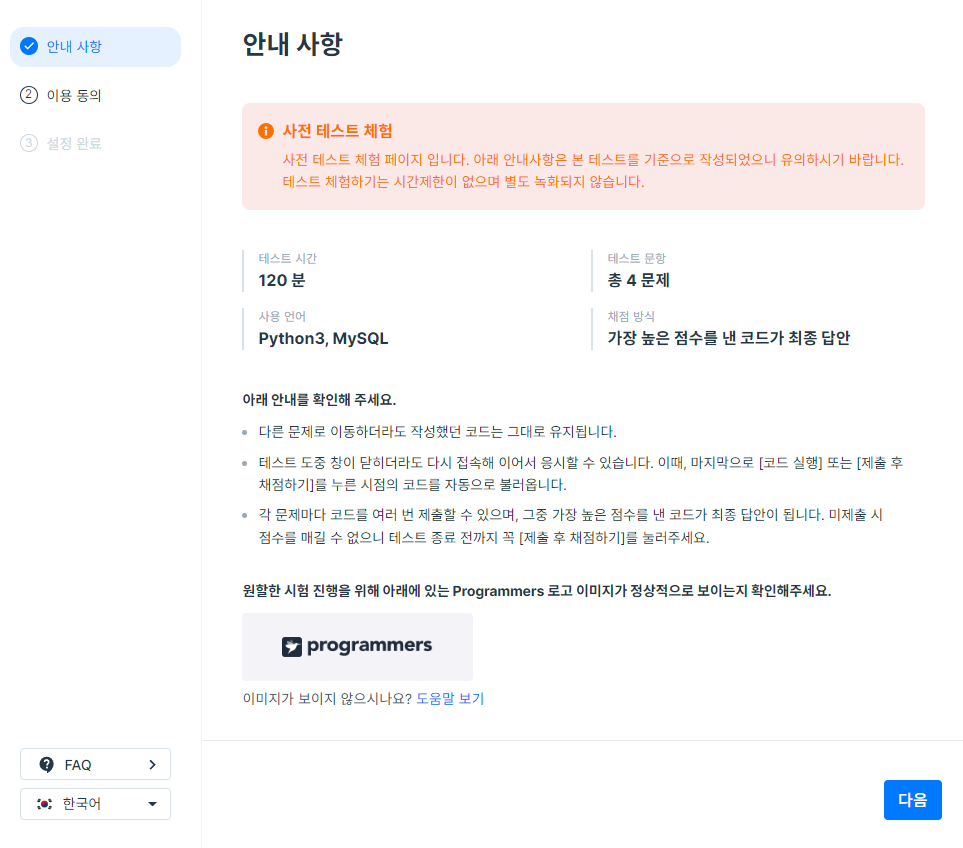 안내 사항
2 이용 동의
3 설정 완료
안내 사항
사전 테스트 체험
사전 테스트 체험 페이지 입니다. 아래 안내사항은 본 테스트를 기준으로 작성되었으니 유의하시기 바랍니다.
테스트 체험하기는 시간제한이 없으며 별도 녹화되지 않습니다.
테스트 시간
120 분
테스트 문항
총 4 문제
사용 언어
Python3, MySQL
채점 방식
가장 높은 점수를 낸 코드가 최종 답안
아래 안내를 확인해 주세요.
다른 문제로 이동하더라도 작성했던 코드는 그대로 유지됩니다.
테스트 도중 창이 닫히더라도 다시 접속해 이어서 응시할 수 있습니다. 이때, 마지막으로 [코드 실행] 또는 [제출 후
채점하기]를 누른 시점의 코드를 자동으로 불러옵니다.
각 문제마다 코드를 여러 번 제출할 수 있으며, 그중 가장 높은 점수를 낸 코드가 최종 답안이 됩니다. 미제출 시
점수를 매길 수 없으니 테스트 종료 전까지 꼭 [제출 후 채점하기]를 눌러주세요.
원할한 시험 진행을 위해 아래에 있는 Programmers 로고 이미지가 정상적으로 보이는지 확인해주세요.
programmers
이미지가 보이지 않으시나요? 도움말 보기
FAQ
한국어
다음